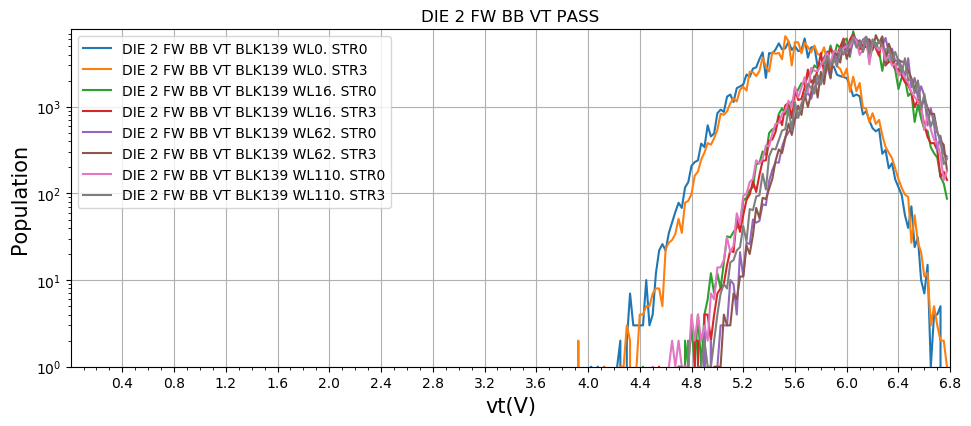 DIE 2 FW BB VT PASS
DIE 2 FW BB VT BLK139 WL0. STR0
DIE 2 FW BB VT BLK139 WL0. STR3
DIE 2 FW BB VT BLK139 WL16. STR0
DIE 2 FW BB VT BLK139 WL16. STR3
DIE 2 FW BB VT BLK139 WL62. STR0
DIE 2 FW BB VT BLK139 WL62. STR3
DIE 2 FW BB VT BLK139 WL110. STR0
DIE 2 FW BB VT BLK139 WL110. STR3
Population
10³
10²
10¹
10⁰
0.4 0.8 1.2 1.6 2.0 2.4 2.8 3.2 3.6 4.0 4.4 4.8 5.2 5.6 6.0 6.4 6.8
vt(V)